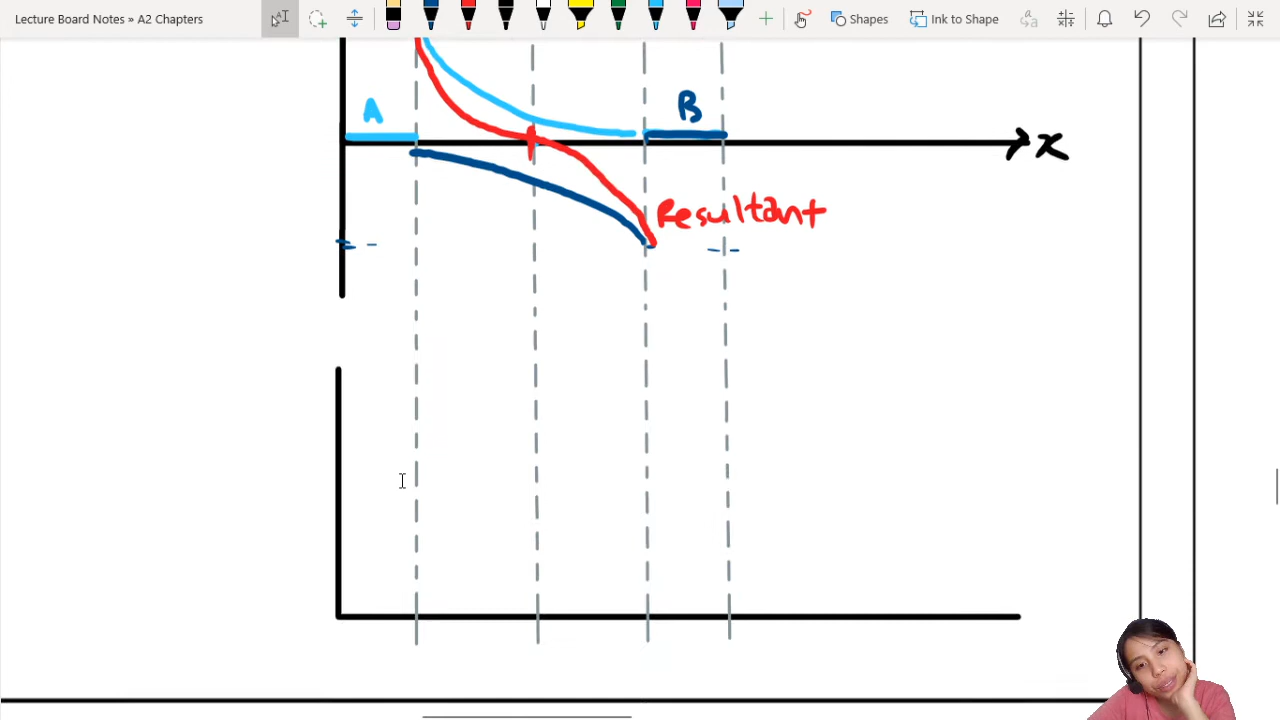 Lecture Board Notes » A2 Chapters
Shapes
Ink to Shape
A
B
x
Resultant